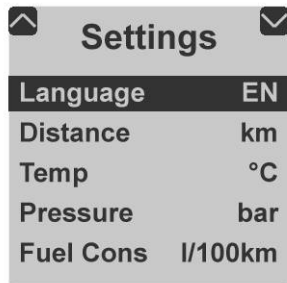 Settings
Language EN
Distance km
Temp °C
Pressure bar
Fuel Cons l/100km